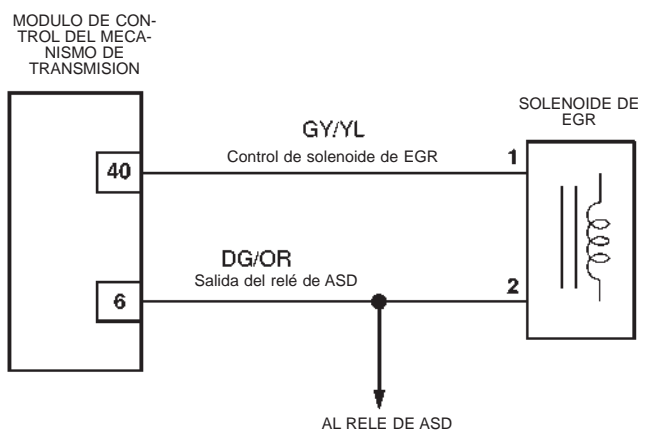 MODULO DE CON-
TROL DEL MECA-
NISMO DE
TRANSMISION
SOLENOIDE DE
EGR
GY/YL
Control de solenoide de EGR
1
40
DG/OR
Salida del relé de ASD
2
6
AL RELE DE ASD